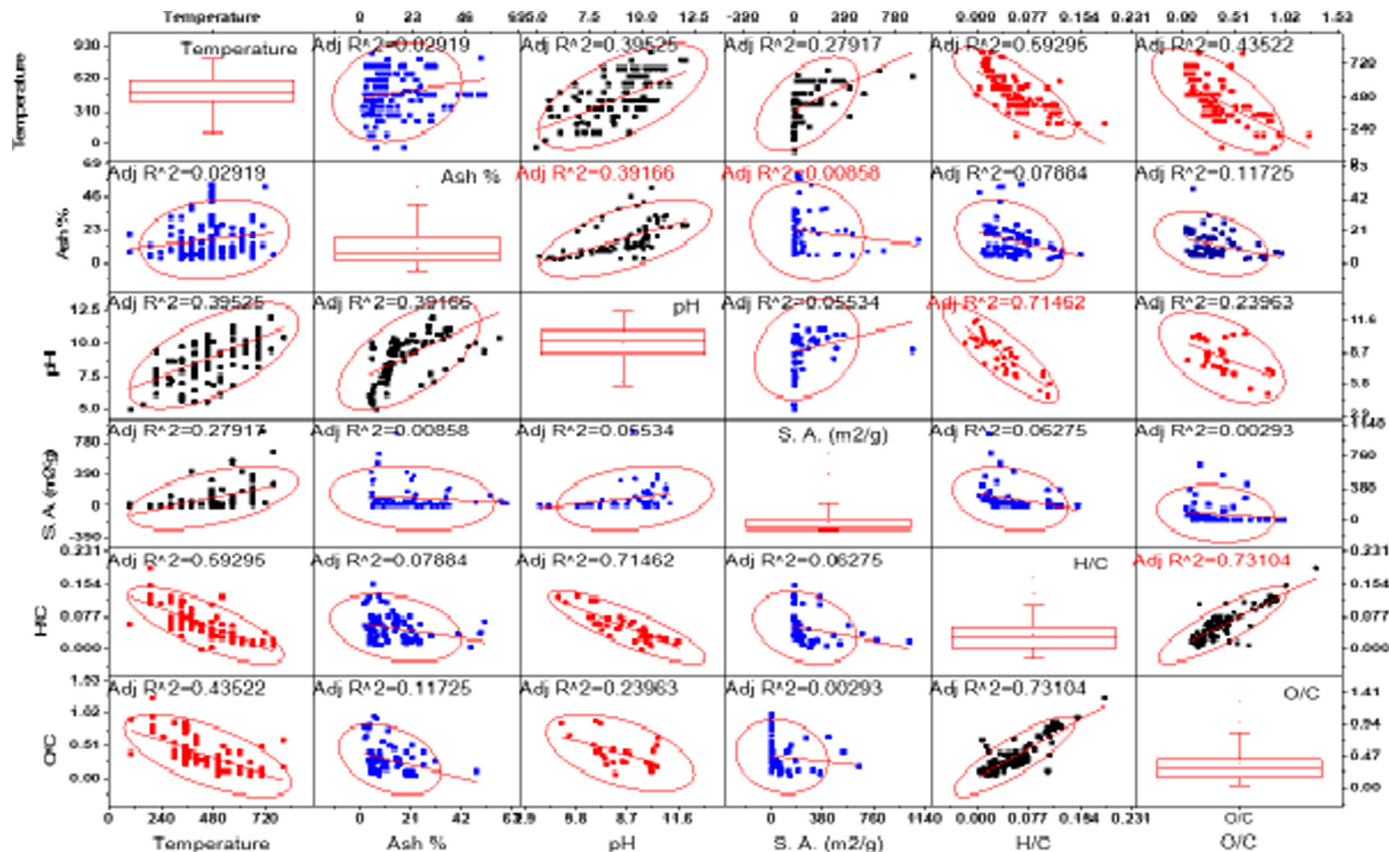 Temperature 0 23 46 69 5.0 7.5 10.0 12.5 -390 0 450 900 0.000 0.077 0.154 0.231 0.00 0.51 1.02 1.53
Temperature
930
620
340
0
Temperature
Adj R^2=0.02919
Adj R^2=0.39525
Adj R^2=0.27917
Adj R^2=0.59295
Adj R^2=0.43522
720
480
240
Ash %
69
46
23
0
Adj R^2=0.02919
Ash %
Adj R^2=0.39166
Adj R^2=0.00858
Adj R^2=0.07884
Adj R^2=0.11725
63
42
21
0
pH
12.5
10.0
7.5
5.0
Adj R^2=0.39525
Adj R^2=0.39166
pH
Adj R^2=0.05534
Adj R^2=0.71462
Adj R^2=0.23963
11.6
8.7
5.8
S. A. (m2/g)
780
390
0
-390
Adj R^2=0.27917
Adj R^2=0.00858
Adj R^2=0.05534
S. A. (m2/g)
Adj R^2=0.06275
Adj R^2=0.00293
1140
760
385
0
H/C
0.231
0.154
0.077
0.000
Adj R^2=0.59295
Adj R^2=0.07884
Adj R^2=0.71462
Adj R^2=0.06275
H/C
Adj R^2=0.73104
0.231
0.154
0.077
0.000
O/C
1.53
1.02
0.51
0.00
Adj R^2=0.43522
Adj R^2=0.11725
Adj R^2=0.23963
Adj R^2=0.00293
Adj R^2=0.73104
O/C
1.41
0.94
0.47
0.00
0 240 480 720 0 21 42 63 2.9 5.8 8.7 11.6 0 380 760 1140 0.000 0.077 0.154 0.231 O/C
Temperature Ash % pH S. A. (m2/g) H/C O/C